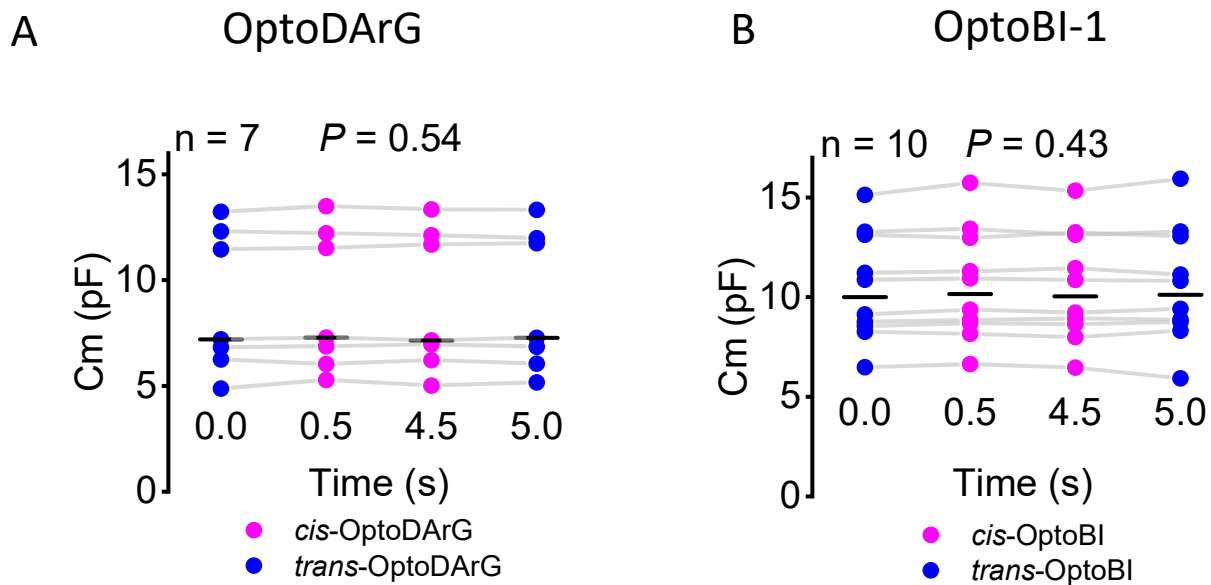 A OptoDArG
n = 7 P = 0.54
15
10
5
0
Cm (pF)
0.0 0.5 4.5 5.0
Time (s)
cis-OptoDArG
trans-OptoDArG
B OptoBI-1
n = 10 P = 0.43
15
10
5
0
Cm (pF)
0.0 0.5 4.5 5.0
Time (s)
cis-OptoBI
trans-OptoBI